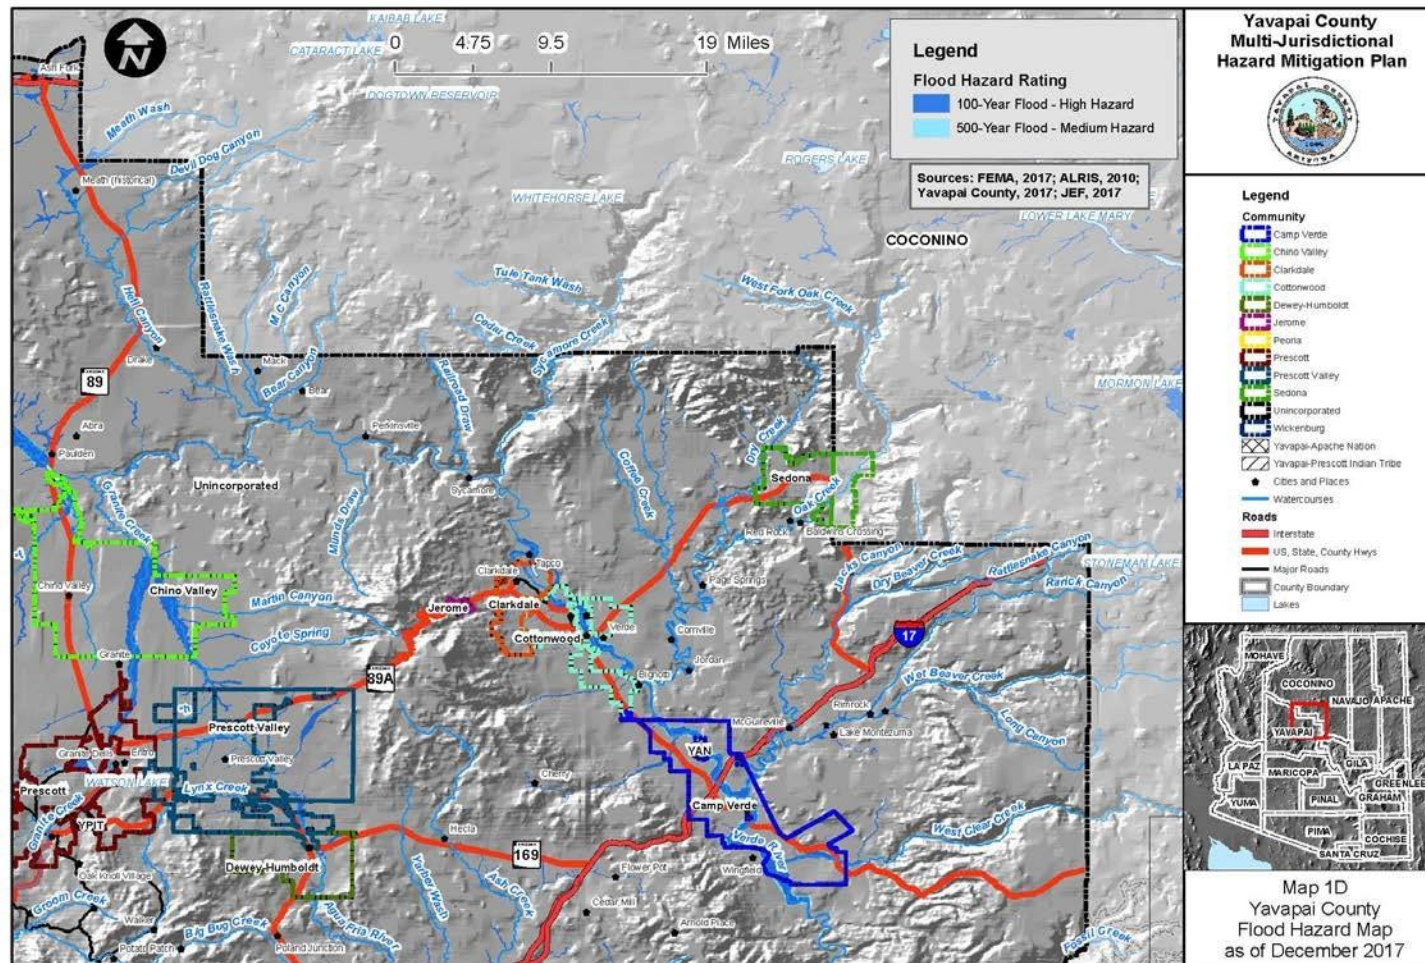 KAIBAB LAKE
CATARACT LAKE
N
0 4.75 9.5 19 Miles
DOGTOWN RESERVOIR
Legend
Flood Hazard Rating
100-Year Flood - High Hazard
500-Year Flood - Medium Hazard
Sources: FEMA, 2017; ALRIS, 2010;
Yavapai County, 2017; JEF, 2017
Ash Fork
Meath Wash
Devil Dog Canyon
Meath (historical)
ROGERS LAKE
WHITEHORSE LAKE
LOWER LAKE MARY
COCONINO
Hell Canyon
Rattlesnake Wash
M C Canyon
Tule Tank Wash
West Fork Oak Creek
Cedar Creek
Sycamore Creek
Drake
Mack
Bear Canyon
Bear
Railroad Draw
89
MORMON LAKE
Abra
Paulden
Perkinsville
Dry Creek
Coffee Creek
Sedona
Unincorporated
Granite Creek
Munds Draw
Sycamore
Oak Creek
Red Rock
Baldwins Crossing
Jacks Canyon
Dry Beaver Creek
Rattlesnake Canyon
STONEMAN LAKE
Rarick Canyon
Chino Valley
Chino Valley
Martin Canyon
Coyote Spring
Tapco
Clarkdale
Clarkdale
Jerome
Page Springs
Cottonwood
Verde
Cornville
17
Granite
89A
Bignotti
Jordan
Wet Beaver Creek
Long Canyon
Prescott Valley
Prescott Valley
McGuireville
Rimrock
Lake Montezuma
Granite Dells
Entro
WATSON LAKE
Prescott
YPIT
Granite Creek
Lynx Creek
YAN
Cherry
Camp Verde
West Clear Creek
Verde River
Hecla
169
Dewey-Humboldt
Flower Pot
Wingfield
Yarber Wash
Ash Creek
Oak Knoll Village
Groom Creek
Walker
Big Bug Creek
Potato Patch
Poland Junction
Agua Fria River
Cedar Mill
Arnold Place
Fossil Creek
Yavapai County
Multi-Jurisdictional
Hazard Mitigation Plan
YAVAPAI COUNTY
ARIZONA
Legend
Community
Camp Verde
Chino Valley
Clarkdale
Cottonwood
Dewey-Humboldt
Jerome
Peoria
Prescott
Prescott Valley
Sedona
Unincorporated
Wickenburg
Yavapai-Apache Nation
Yavapai-Prescott Indian Tribe
Cities and Places
Watercourses
Roads
Interstate
US, State, County Hwys
Major Roads
County Boundary
Lakes
MOHAVE
COCONINO
NAVAJO
APACHE
YAVAPAI
LA PAZ
GILA
MARICOPA
GREENLEE
GRAHAM
YUMA
PINAL
PIMA
COCHISE
SANTA CRUZ
Map 1D
Yavapai County
Flood Hazard Map
as of December 2017